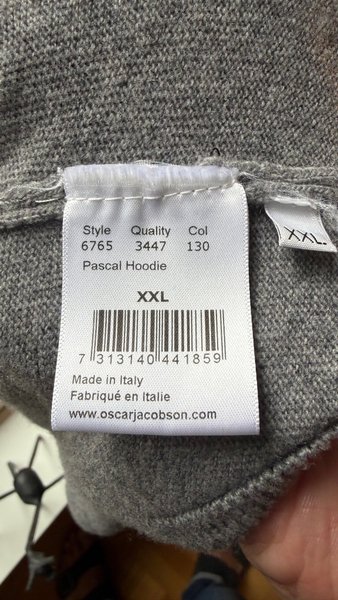 Style Quality Col
6765 3447 130
Pascal Hoodie
XXL
7 313140 441859
Made in Italy
Fabriqué en Italie
www.oscarjacobson.com
XXL.